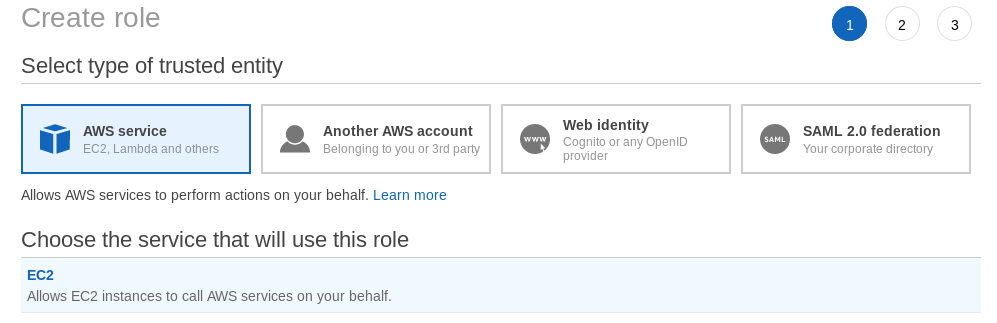 Create role
1 2 3
Select type of trusted entity
AWS service
EC2, Lambda and others
Another AWS account
Belonging to you or 3rd party
www
Web identity
Cognito or any OpenID
provider
SAML
SAML 2.0 federation
Your corporate directory
Allows AWS services to perform actions on your behalf. Learn more
Choose the service that will use this role
EC2
Allows EC2 instances to call AWS services on your behalf.